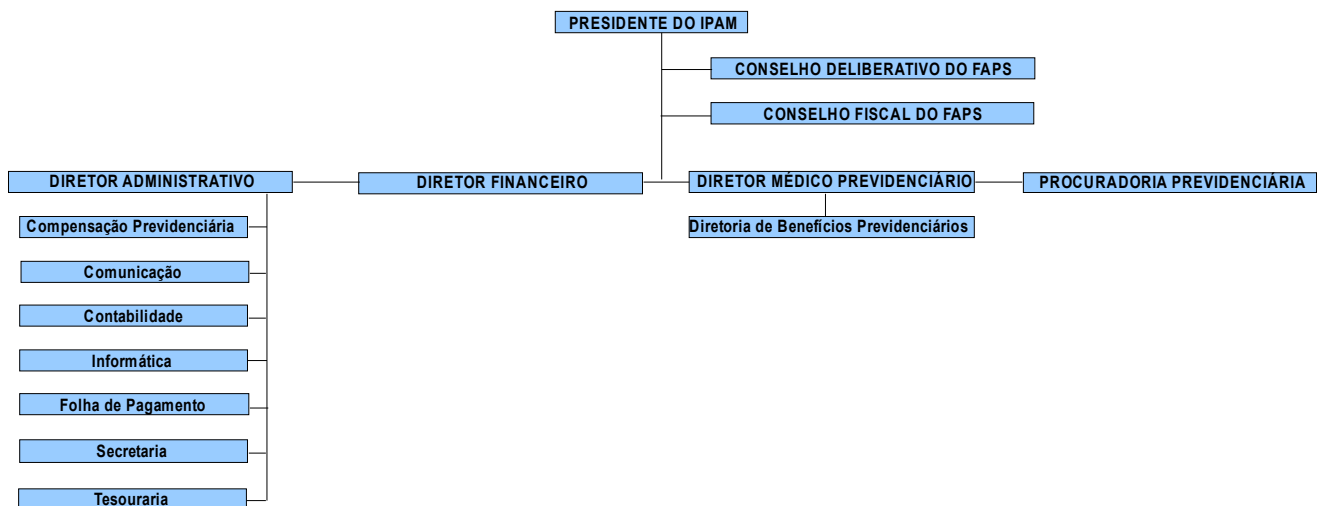 PRESIDENTE DO IPAM
CONSELHO DELIBERATIVO DO FAPS
CONSELHO FISCAL DO FAPS
DIRETOR ADMINISTRATIVO
DIRETOR FINANCEIRO
DIRETOR MÉDICO PREVIDENCIÁRIO
PROCURADORIA PREVIDENCIÁRIA
Compensação Previdenciária
Diretoria de Benefícios Previdenciários
Comunicação
Contabilidade
Informática
Folha de Pagamento
Secretaria
Tesouraria